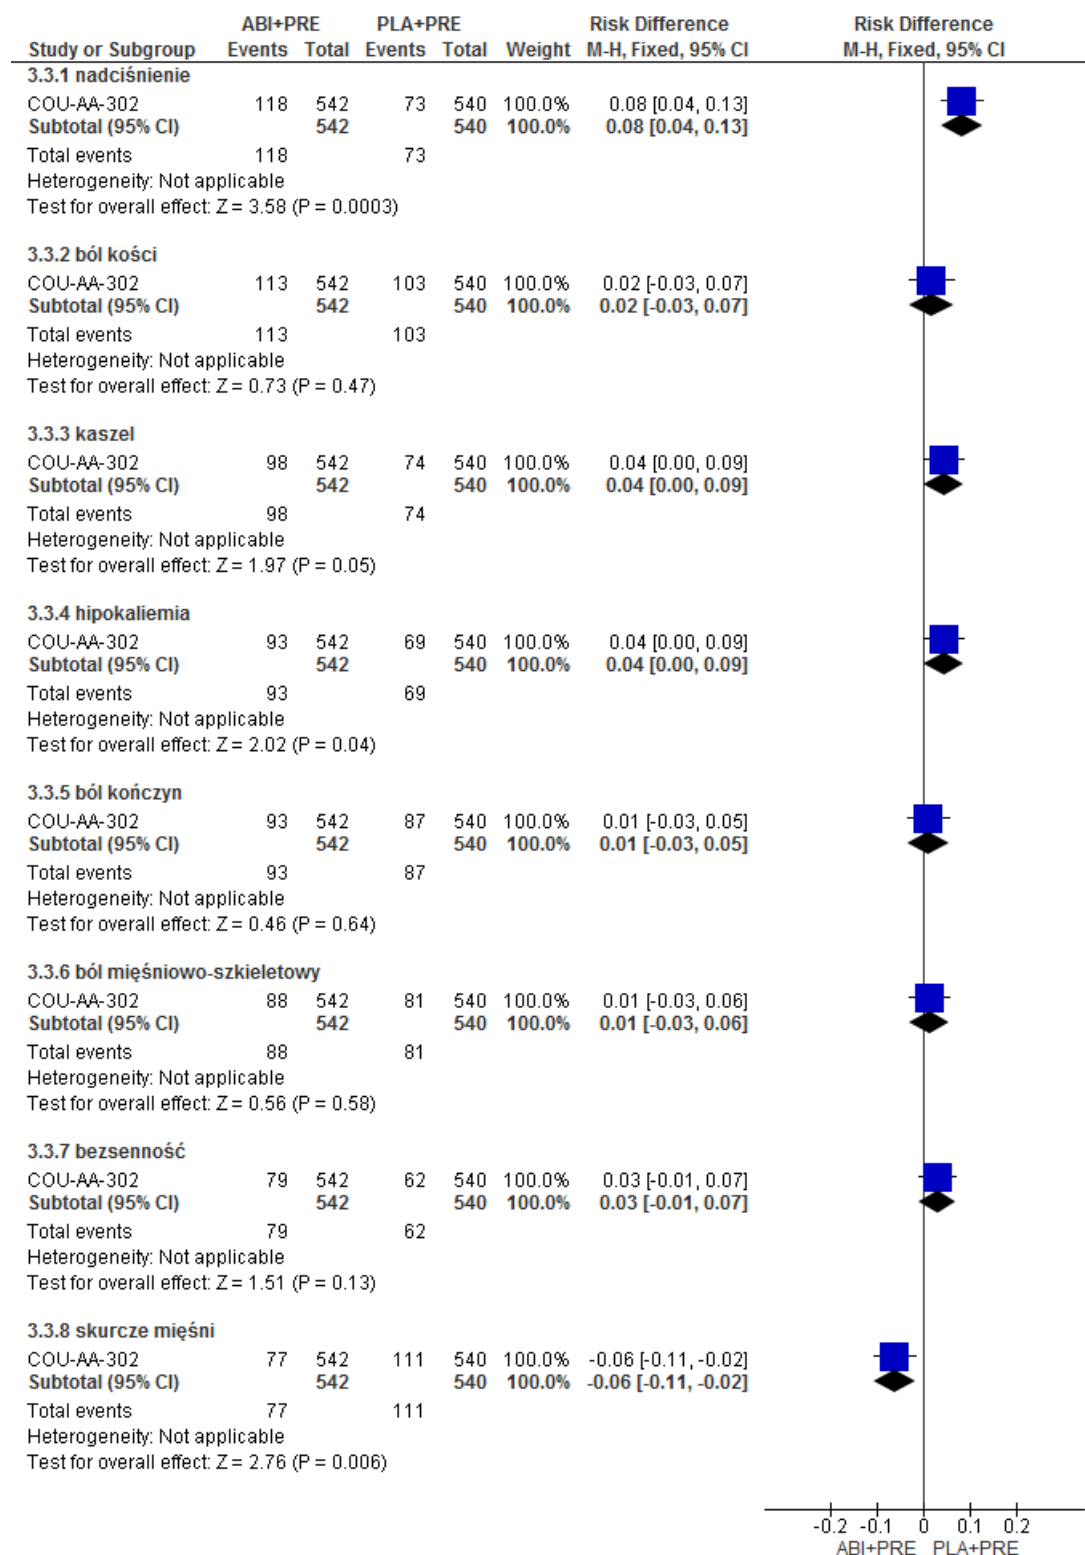 ABI+PRE PLA+PRE Risk Difference Risk Difference
Study or Subgroup Events Total Events Total Weight M-H, Fixed, 95% CI M-H, Fixed, 95% CI
3.3.1 nadciśnienie
COU-AA-302 118 542 73 540 100.0% 0.08 [0.04, 0.13]
Subtotal (95% CI) 542 540 100.0% 0.08 [0.04, 0.13]
Total events 118 73
Heterogeneity: Not applicable
Test for overall effect: Z = 3.58 (P = 0.0003)
3.3.2 ból kości
COU-AA-302 113 542 103 540 100.0% 0.02 [-0.03, 0.07]
Subtotal (95% CI) 542 540 100.0% 0.02 [-0.03, 0.07]
Total events 113 103
Heterogeneity: Not applicable
Test for overall effect: Z = 0.73 (P = 0.47)
3.3.3 kaszel
COU-AA-302 98 542 74 540 100.0% 0.04 [0.00, 0.09]
Subtotal (95% CI) 542 540 100.0% 0.04 [0.00, 0.09]
Total events 98 74
Heterogeneity: Not applicable
Test for overall effect: Z = 1.97 (P = 0.05)
3.3.4 hipokaliemia
COU-AA-302 93 542 69 540 100.0% 0.04 [0.00, 0.09]
Subtotal (95% CI) 542 540 100.0% 0.04 [0.00, 0.09]
Total events 93 69
Heterogeneity: Not applicable
Test for overall effect: Z = 2.02 (P = 0.04)
3.3.5 ból kończyn
COU-AA-302 93 542 87 540 100.0% 0.01 [-0.03, 0.05]
Subtotal (95% CI) 542 540 100.0% 0.01 [-0.03, 0.05]
Total events 93 87
Heterogeneity: Not applicable
Test for overall effect: Z = 0.46 (P = 0.64)
3.3.6 ból mięśniowo-szkieletowy
COU-AA-302 88 542 81 540 100.0% 0.01 [-0.03, 0.06]
Subtotal (95% CI) 542 540 100.0% 0.01 [-0.03, 0.06]
Total events 88 81
Heterogeneity: Not applicable
Test for overall effect: Z = 0.56 (P = 0.58)
3.3.7 bezsenność
COU-AA-302 79 542 62 540 100.0% 0.03 [-0.01, 0.07]
Subtotal (95% CI) 542 540 100.0% 0.03 [-0.01, 0.07]
Total events 79 62
Heterogeneity: Not applicable
Test for overall effect: Z = 1.51 (P = 0.13)
3.3.8 skurcze mięśni
COU-AA-302 77 542 111 540 100.0% -0.06 [-0.11, -0.02]
Subtotal (95% CI) 542 540 100.0% -0.06 [-0.11, -0.02]
Total events 77 111
Heterogeneity: Not applicable
Test for overall effect: Z = 2.76 (P = 0.006)
-0.2 -0.1 0 0.1 0.2
ABI+PRE PLA+PRE